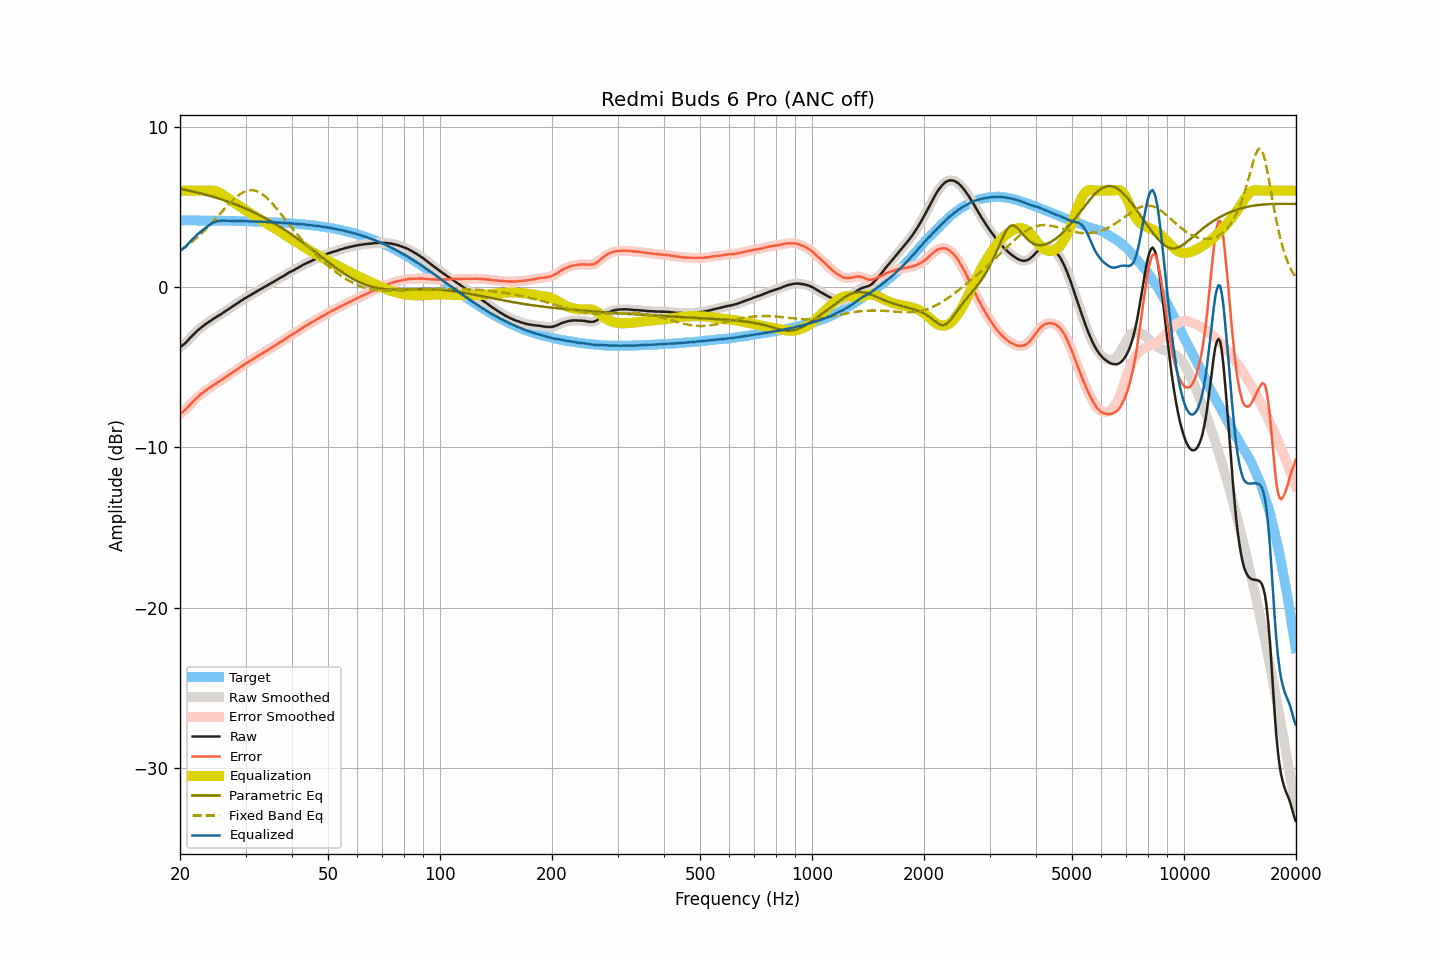 Redmi Buds 6 Pro (ANC off)
10
0
−10
−20
−30
Amplitude (dBr)
Target
Raw Smoothed
Error Smoothed
Raw
Error
Equalization
Parametric Eq
Fixed Band Eq
Equalized
20 50 100 200 500 1000 2000 5000 10000 20000
Frequency (Hz)